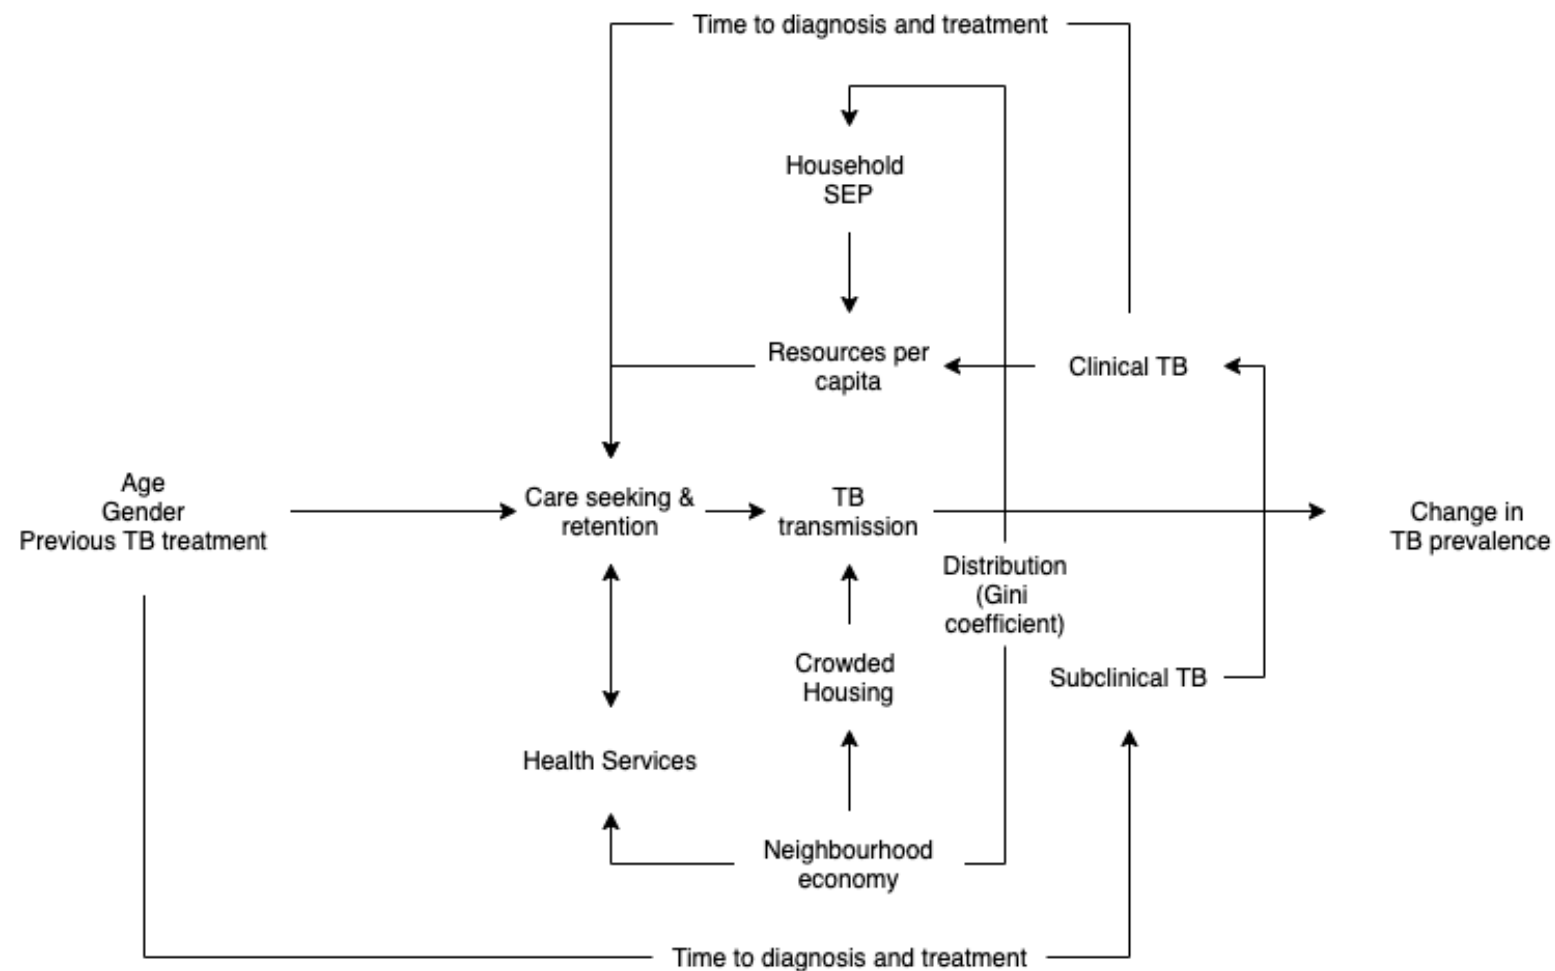 Time to diagnosis and treatment
Household
SEP
Resources per
capita
Clinical TB
Age
Gender
Previous TB treatment
Care seeking &
retention
TB
transmission
Change in
TB prevalence
Distribution
(Gini
coefficient)
Crowded
Housing
Subclinical TB
Health Services
Neighbourhood
economy
Time to diagnosis and treatment